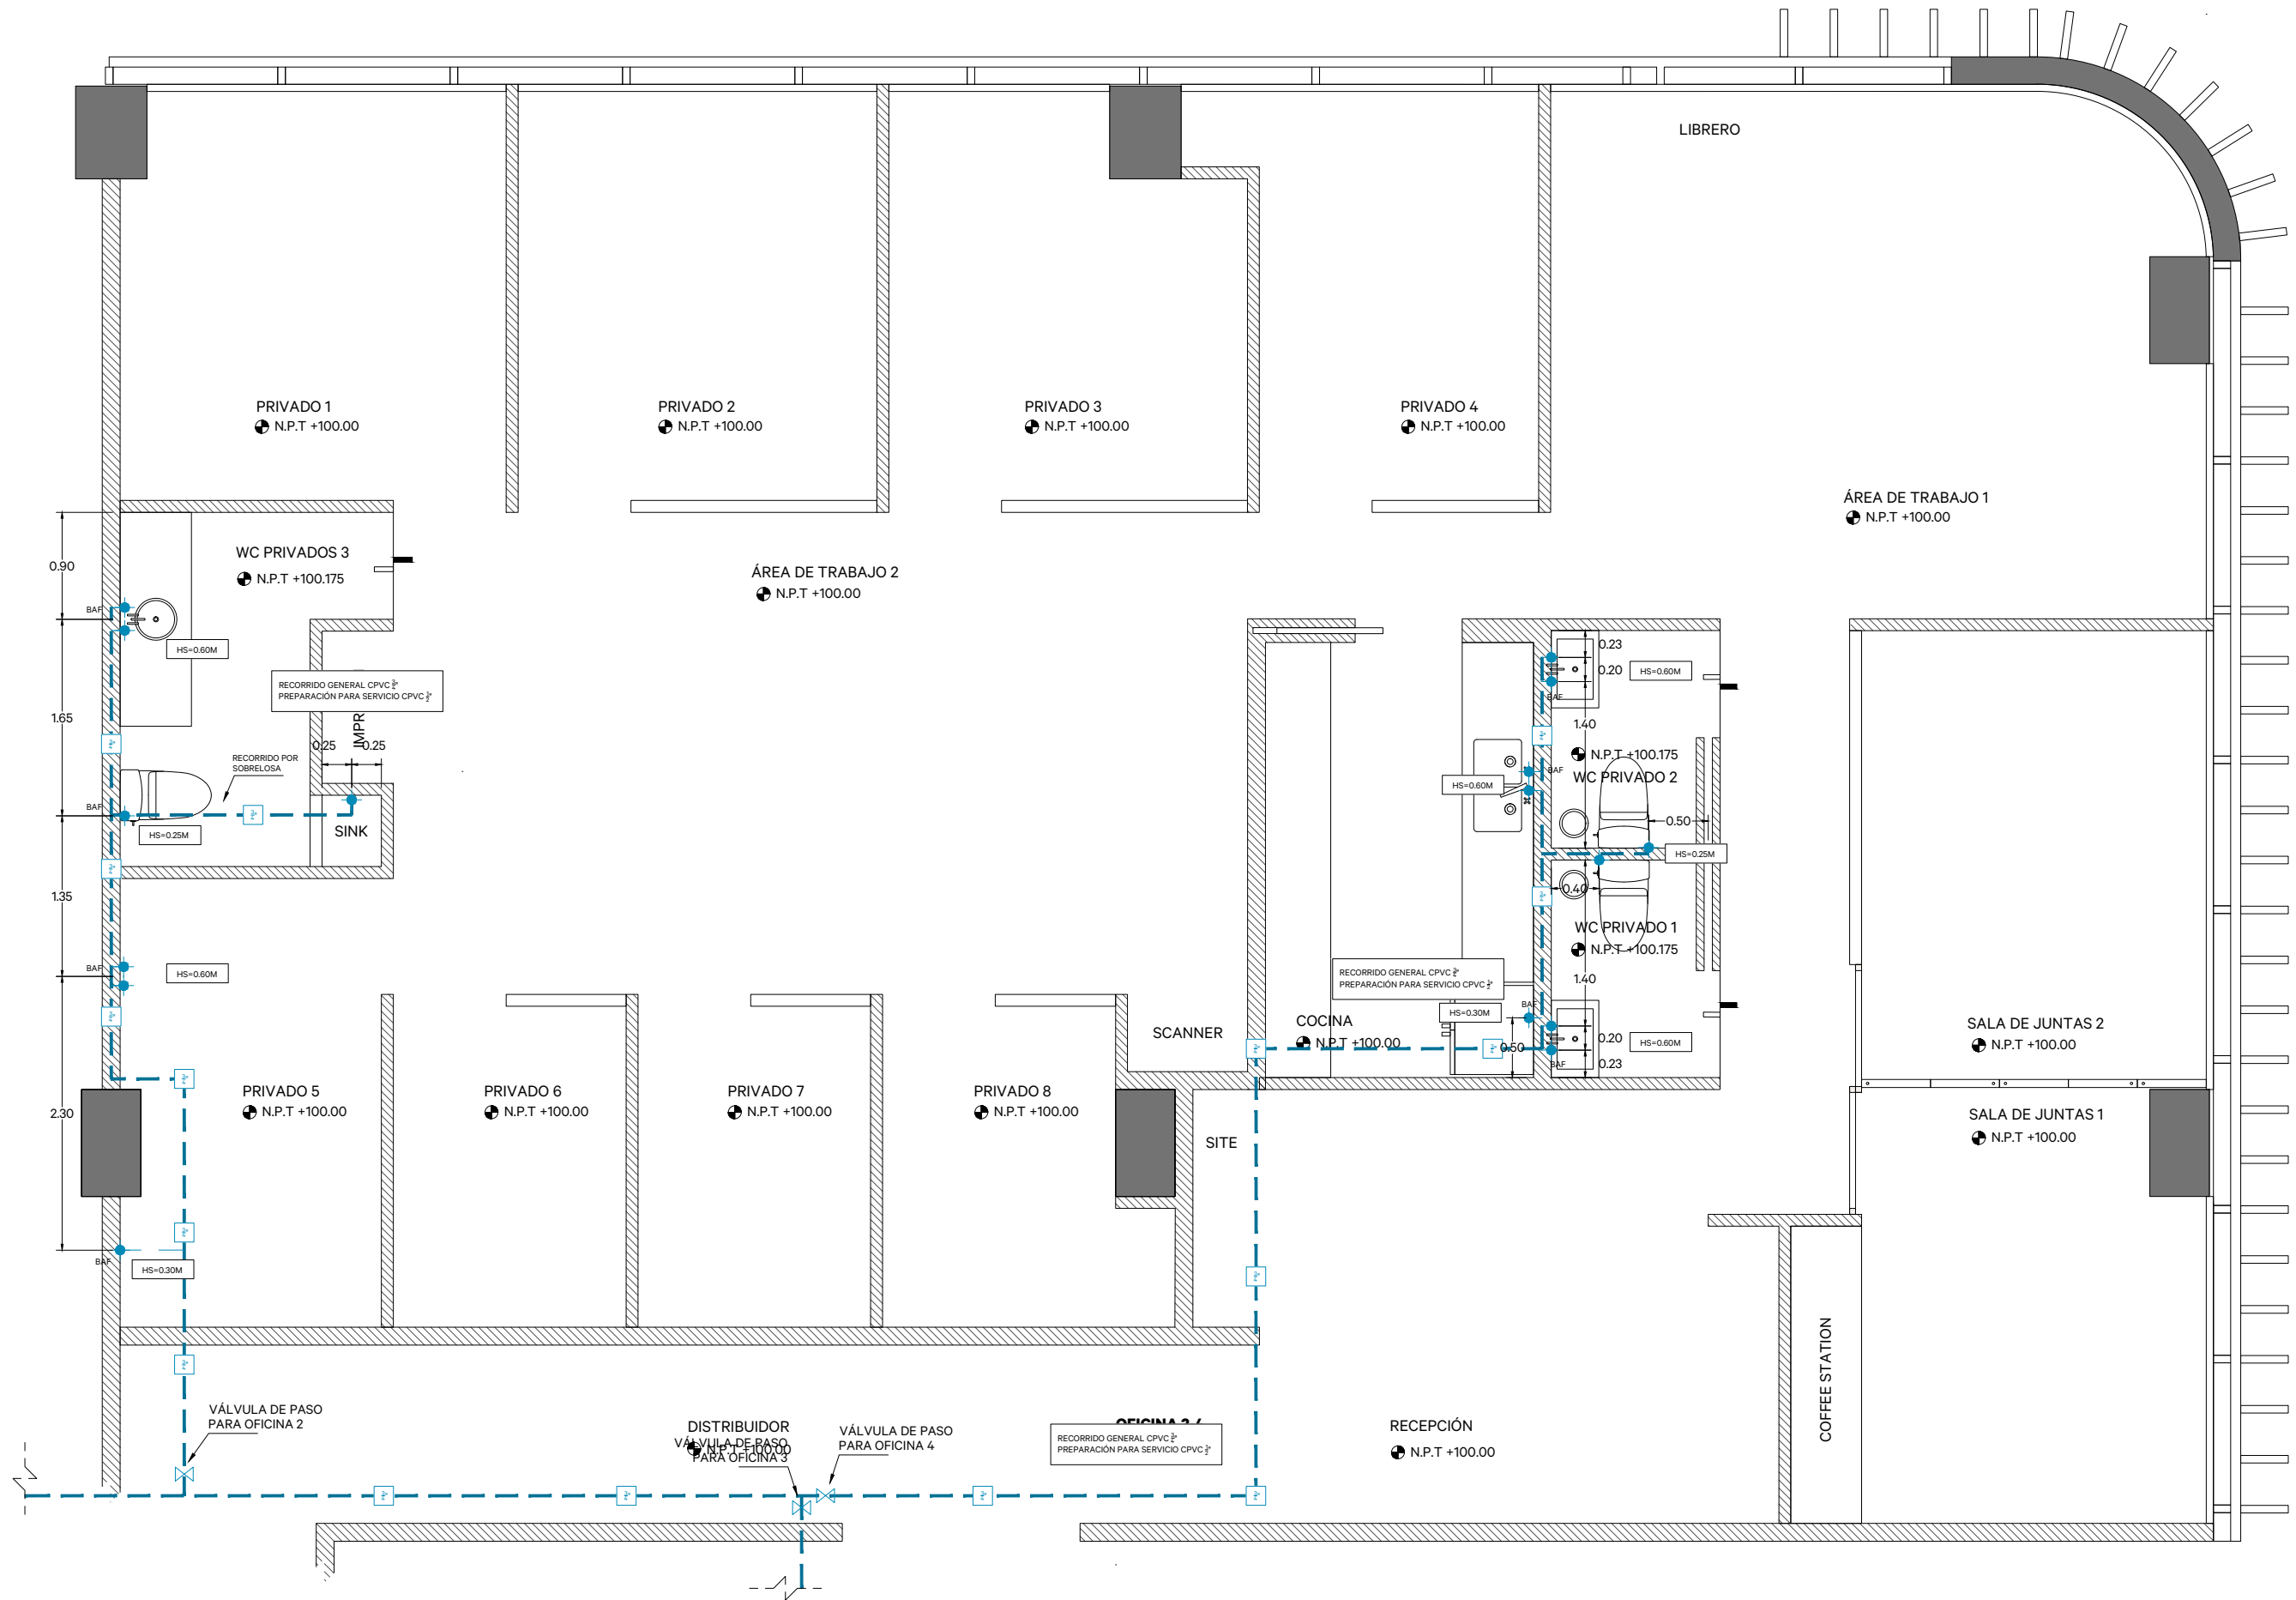 LIBRERO
PRIVADO 1
N.P.T +100.00
PRIVADO 2
N.P.T +100.00
PRIVADO 3
N.P.T +100.00
PRIVADO 4
N.P.T +100.00
ÁREA DE TRABAJO 1
N.P.T +100.00
WC PRIVADOS 3
N.P.T +100.175
0.90
ÁREA DE TRABAJO 2
N.P.T +100.00
BAF
HS=0.60M
RECORRIDO GENERAL CPVC
PREPARACIÓN PARA SERVICIO CPVC
1.65
IMPR
0.25
0.25
RECORRIDO POR
SOBRELOSA
BAF
HS=0.25M
SINK
1.35
BAF
HS=0.60M
0.23
0.20
HS=0.60M
BAF
1.40
N.P.T +100.175
WC PRIVADO 2
BAF
HS=0.60M
0.50
HS=0.25M
0.40
WC PRIVADO 1
N.P.T +100.175
1.40
RECORRIDO GENERAL CPVC
PREPARACIÓN PARA SERVICIO CPVC
BAF
HS=0.30M
COCINA
N.P.T +100.00
0.50
0.20
HS=0.60M
BAF
0.23
SCANNER
SALA DE JUNTAS 2
N.P.T +100.00
PRIVADO 5
N.P.T +100.00
PRIVADO 6
N.P.T +100.00
PRIVADO 7
N.P.T +100.00
PRIVADO 8
N.P.T +100.00
2.30
SITE
SALA DE JUNTAS 1
N.P.T +100.00
BAF
HS=0.30M
VÁLVULA DE PASO
PARA OFICINA 2
DISTRIBUIDOR
N.P.T +100.00
VÁLVULA DE PASO
PARA OFICINA 3
VÁLVULA DE PASO
PARA OFICINA 4
RECORRIDO GENERAL CPVC
PREPARACIÓN PARA SERVICIO CPVC
RECEPCIÓN
N.P.T +100.00
COFFEE STATION